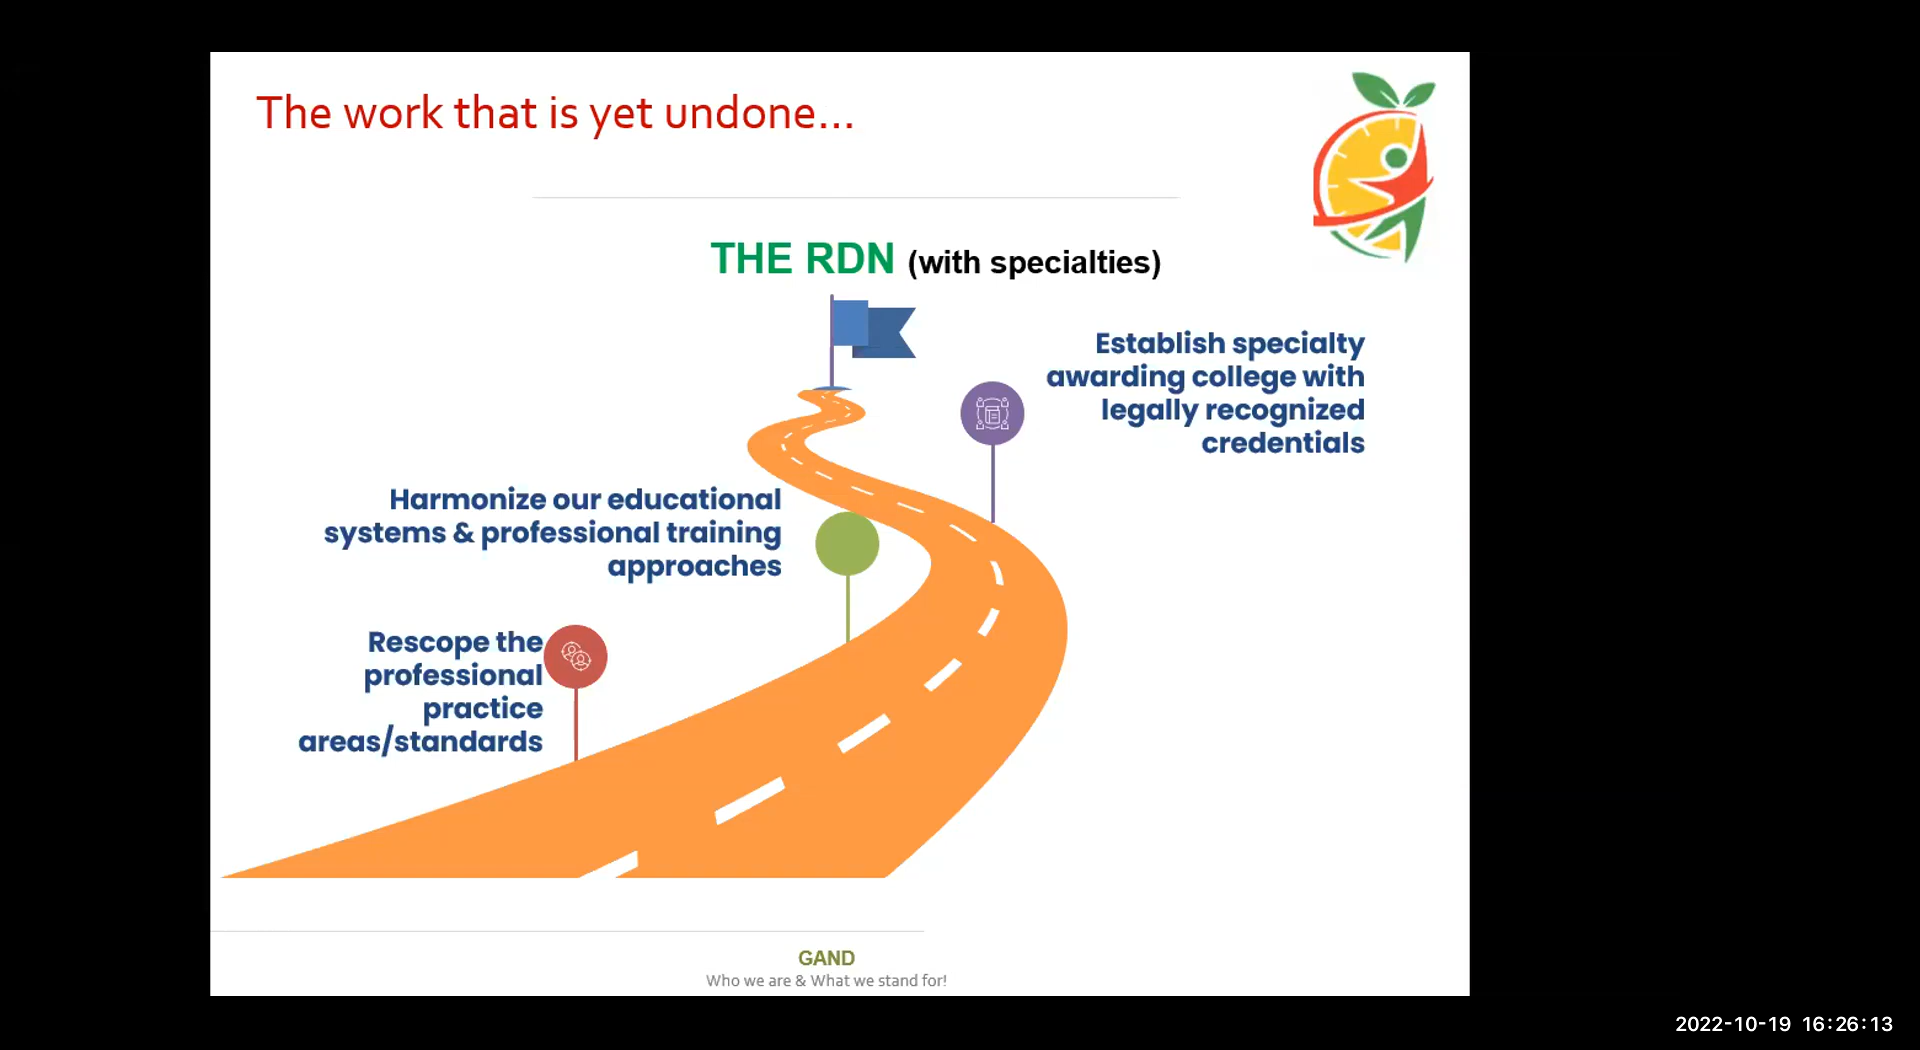 The work that is yet undone...
THE RDN (with specialties)
Establish specialty
awarding college with
legally recognized
credentials
Harmonize our educational
systems & professional training
approaches
Rescope the
professional
practice
areas/standards
GAND
Who we are & What we stand for!
2022-10-19 16:26:13